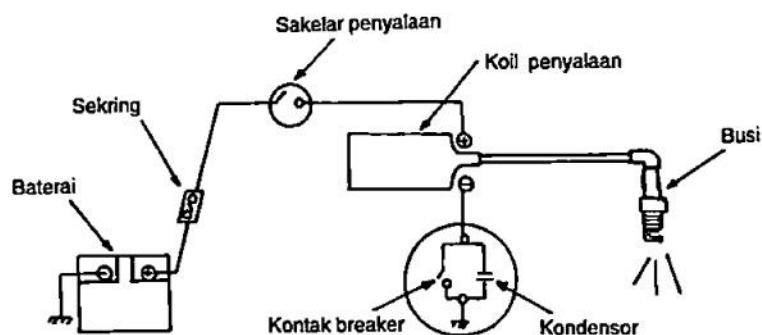 Sakelar penyalaan
Koil penyalaan
Sekring
Busi
Baterai
Kontak breaker
Kondensor